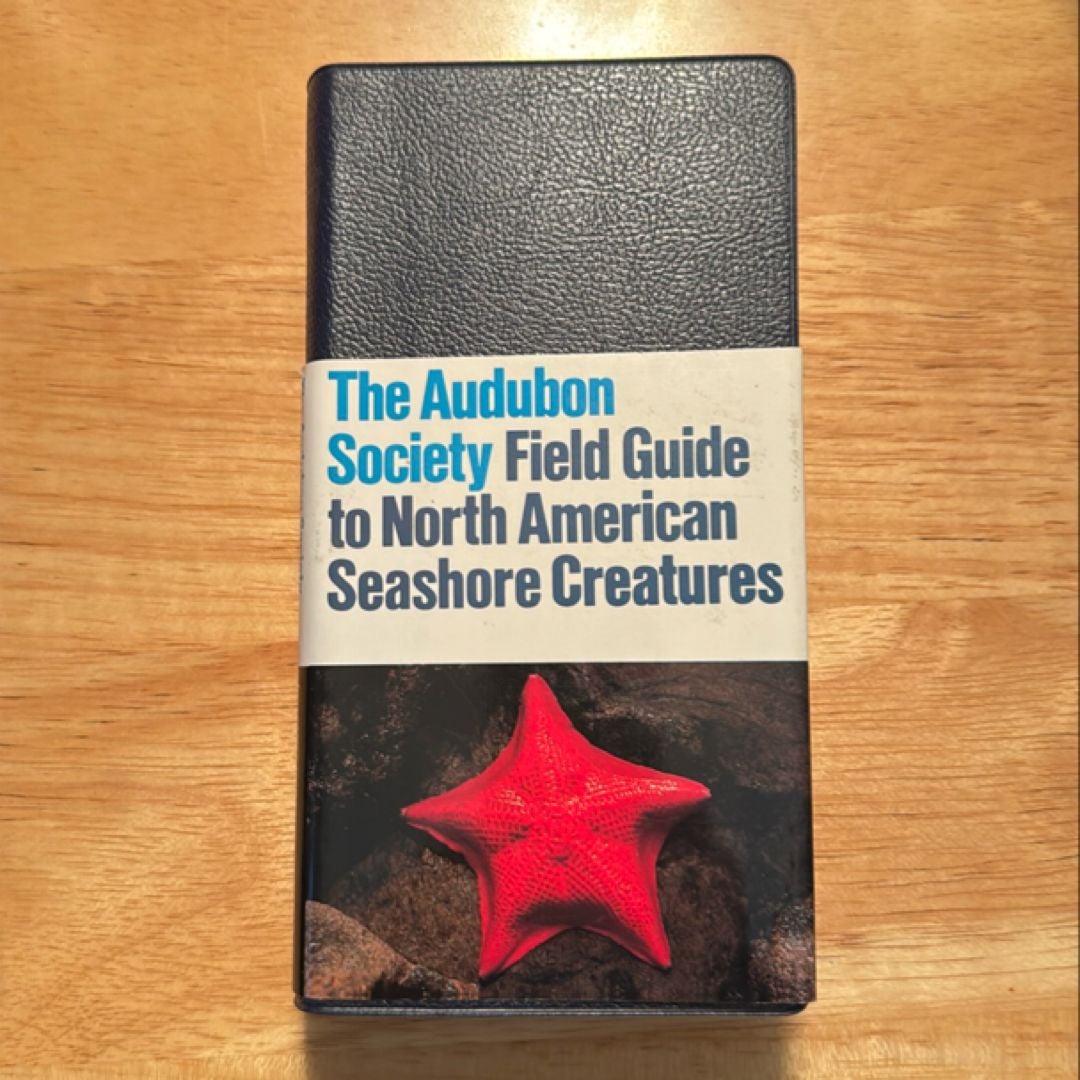 The Audubon
Society Field Guide
to North American
Seashore Creatures